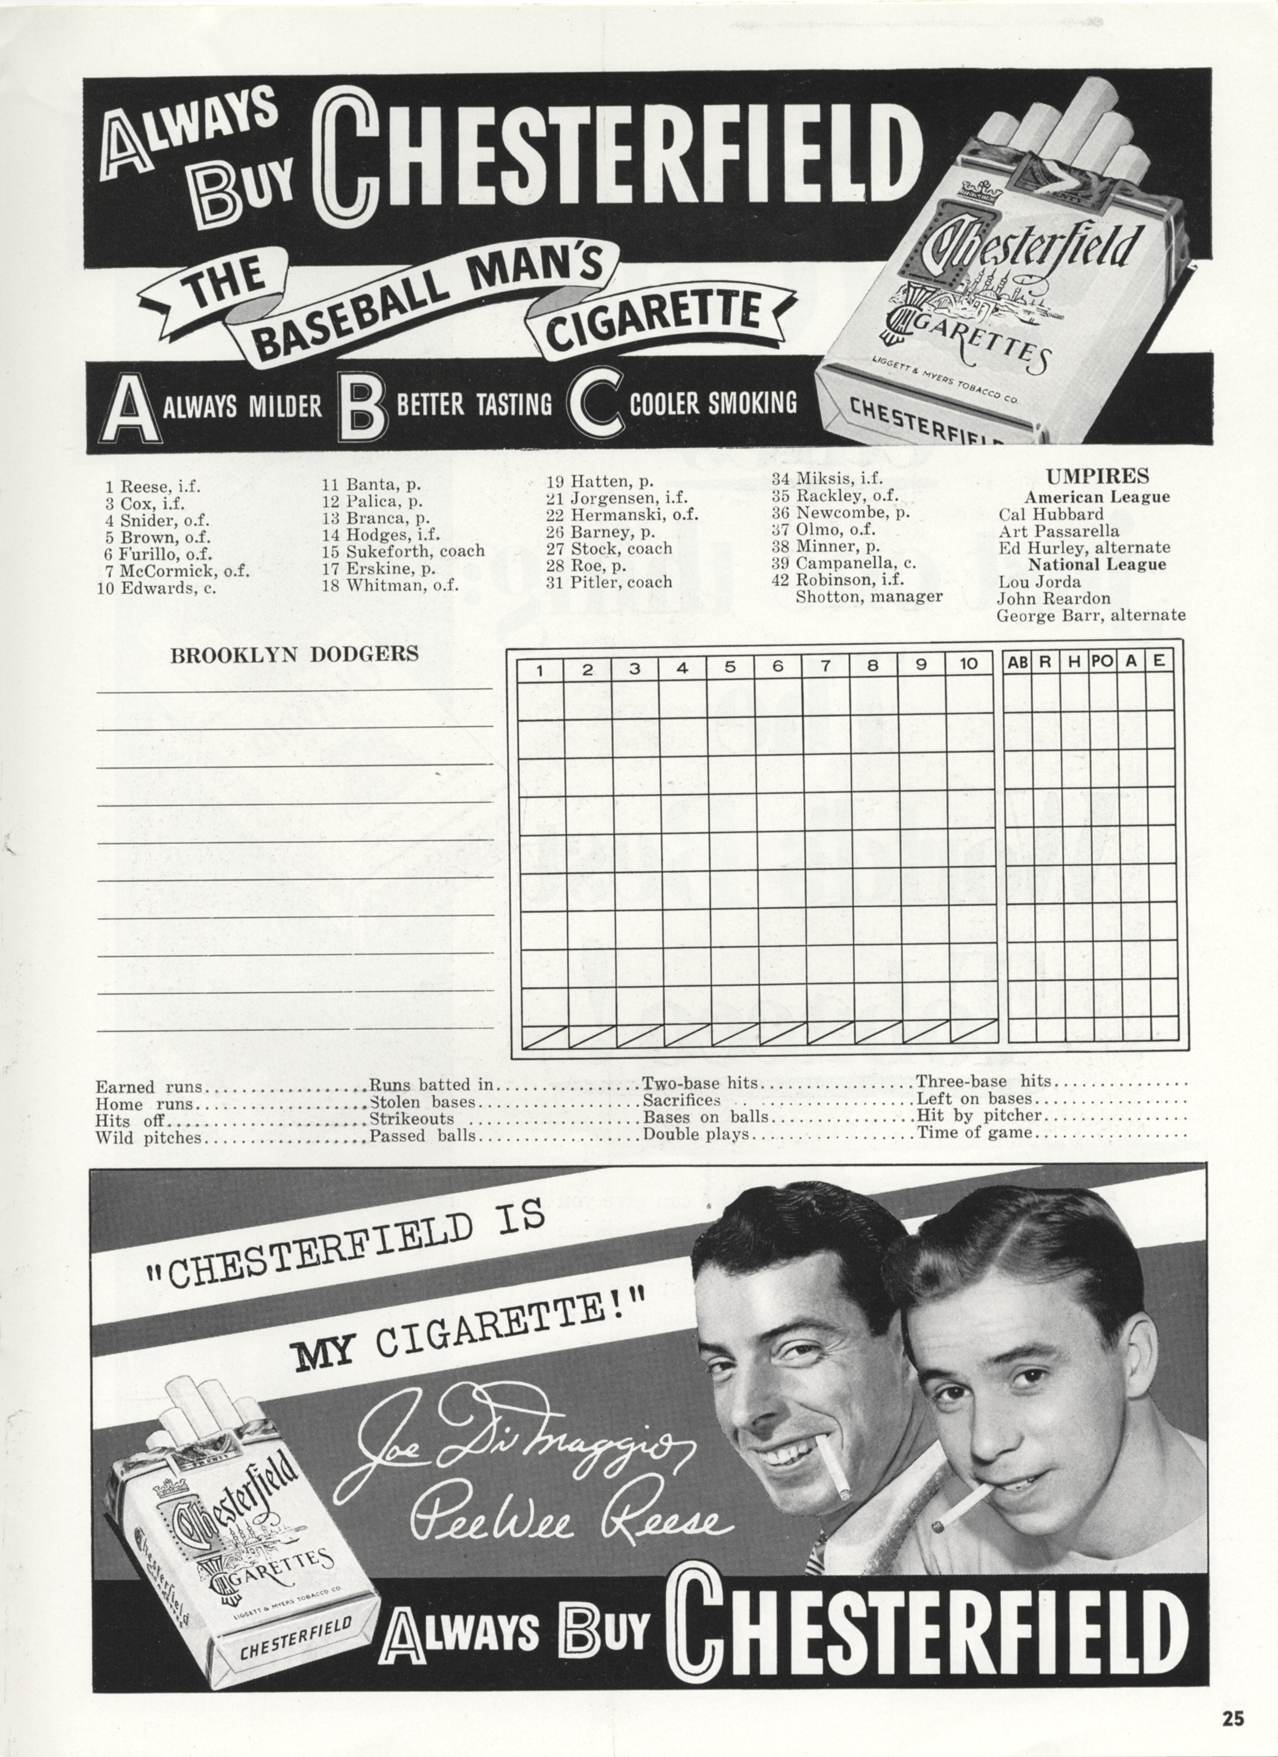 ALWAYS
BUY CHESTERFIELD
THE
BASEBALL MAN'S
CIGARETTE
A ALWAYS MILDER B BETTER TASTING C COOLER SMOKING
Chesterfield
CIGARETTES
LIGGETT & MYERS TOBACCO CO.
CHESTERFIEL
1 Reese, i.f.
3 Cox, i.f.
4 Snider, o.f.
5 Brown, o.f.
6 Furillo, o.f.
7 McCormick, o.f.
10 Edwards, c.
11 Banta, p.
12 Palica, p.
13 Branca, p.
14 Hodges, i.f.
15 Sukeforth, coach
17 Erskine, p.
18 Whitman, o.f.
19 Hatten, p.
21 Jorgensen, i.f.
22 Hermanski, o.f.
26 Barney, p.
27 Stock, coach
28 Roe, p.
31 Pitler, coach
34 Miksis, i.f.
35 Rackley, o.f.
36 Newcombe, p.
37 Olmo, o.f.
38 Minner, p.
39 Campanella, c.
42 Robinson, i.f.
Shotton, manager
UMPIRES
American League
Cal Hubbard
Art Passarella
Ed Hurley, alternate
National League
Lou Jorda
John Reardon
George Barr, alternate
BROOKLYN DODGERS
1 2 3 4 5 6 7 8 9 10 AB R H PO A E
Earned runs.................Runs batted in................Two-base hits................Three-base hits...............
Home runs..................Stolen bases..................Sacrifices .. ................Left on bases.................
Hits off.....................Strikeouts ..................Bases on balls...............Hit by pitcher................
Wild pitches.................Passed balls..................Double plays.................Time of game.................
"CHESTERFIELD IS
MY CIGARETTE!"
Joe DiMaggio
PeeWee Reese
TWENTY
Chesterfield
CIGARETTES
LIGGETT & MYERS TOBACCO CO.
CHESTERFIELD
Chesterfield
ALWAYS BUY CHESTERFIELD
25